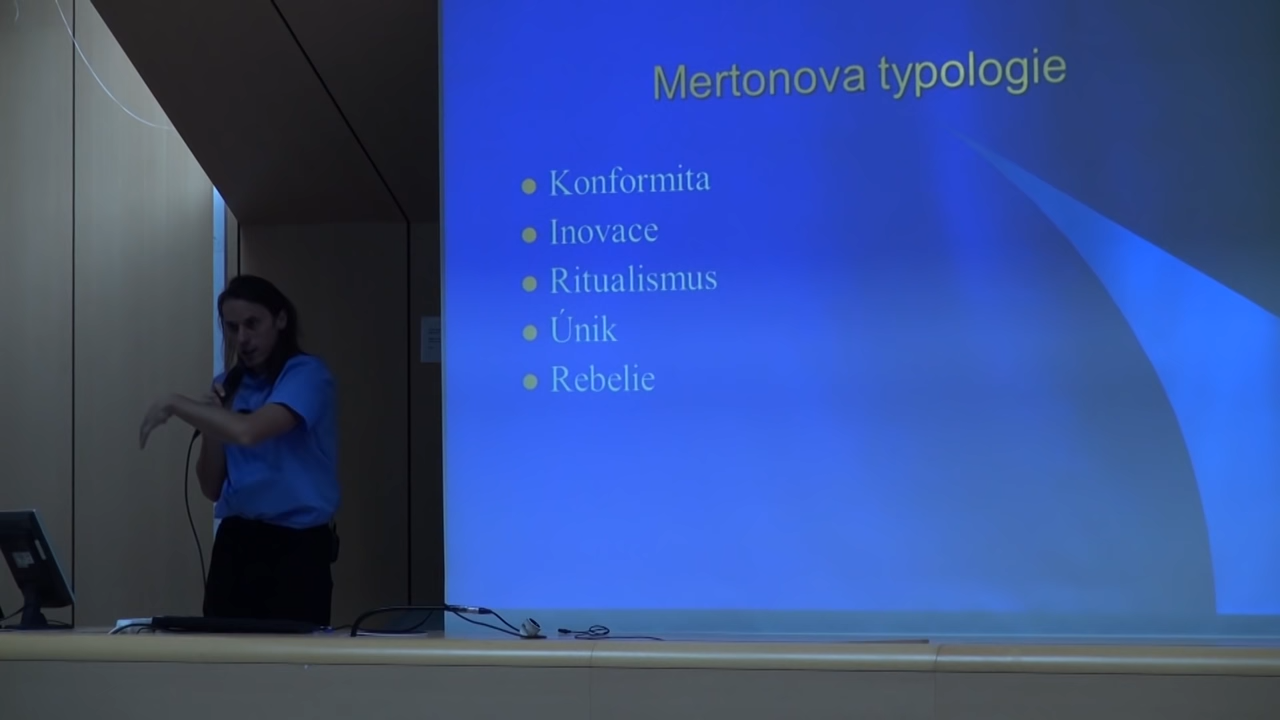 Mertonova typologie
Konformita
Inovace
Ritualismus
Únik
Rebelie